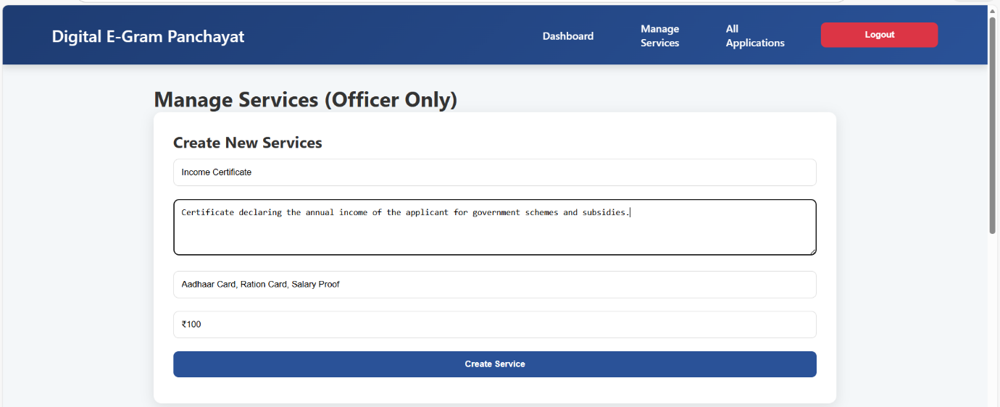 Digital E-Gram Panchayat
Dashboard
Manage
Services
All
Applications
Logout
Manage Services (Officer Only)
Create New Services
Income Certificate
Certificate declaring the annual income of the applicant for government schemes and subsidies.
Aadhaar Card, Ration Card, Salary Proof
₹100
Create Service